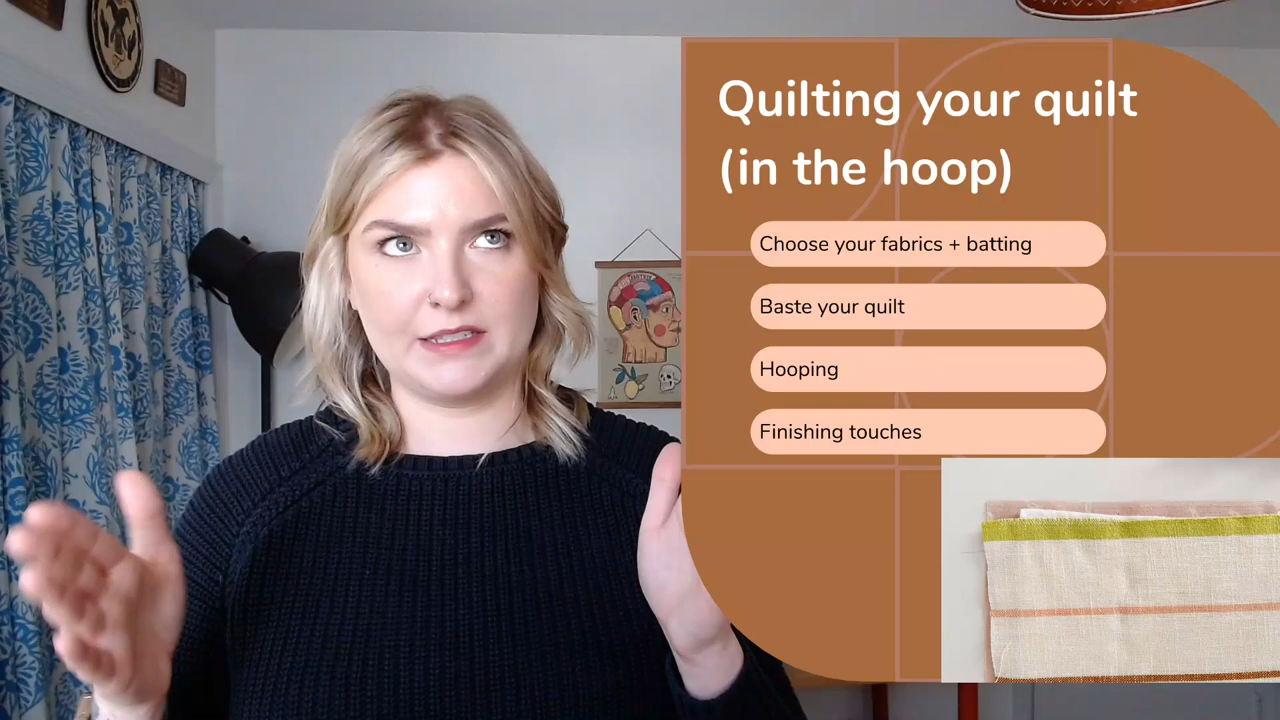 Quilting your quilt
(in the hoop)
Choose your fabrics + batting
Baste your quilt
Hooping
Finishing touches